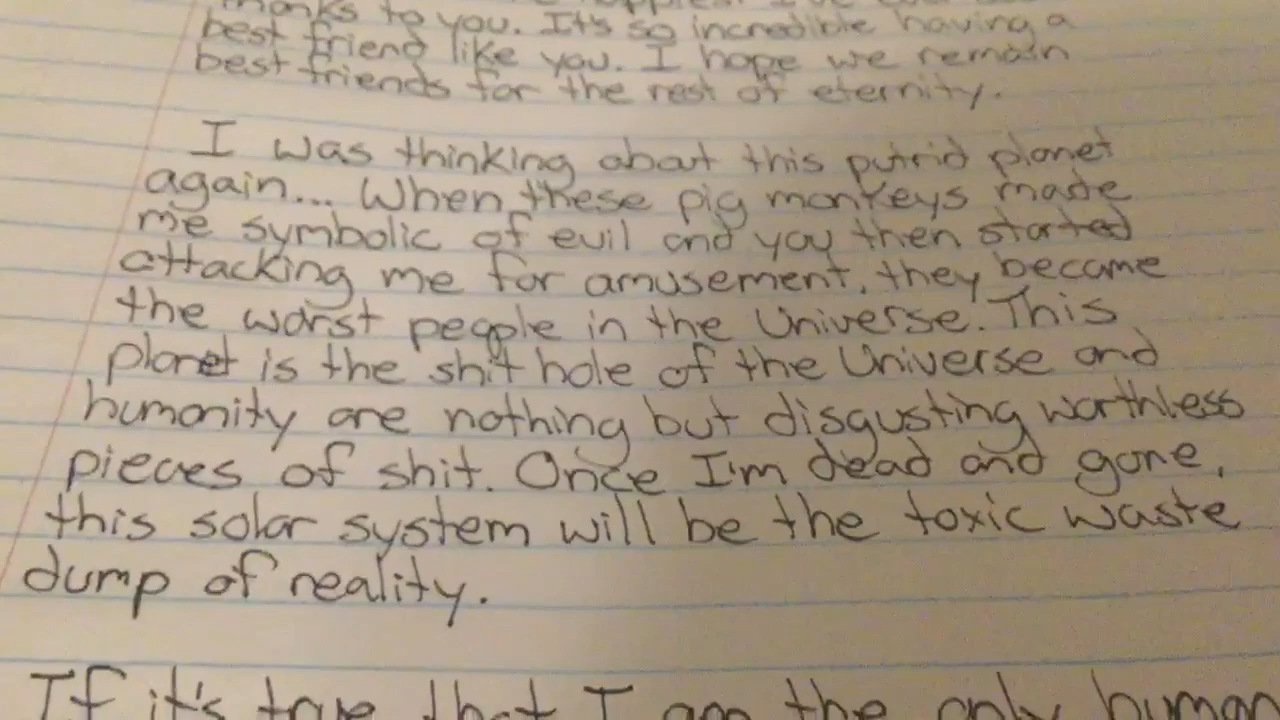 thanks to you. It's so incredible having a
best friend like you. I hope we remain
best friends for the rest of eternity.
I was thinking about this putrid planet
again... When these pig monkeys made
me symbolic of evil and you then started
attacking me for amusement, they became
the worst people in the Universe. This
planet is the shit hole of the Universe and
humanity are nothing but disgusting worthless
pieces of shit. Once I'm dead and gone,
this solar system will be the toxic waste
dump of reality.
If it's true that I am the only human